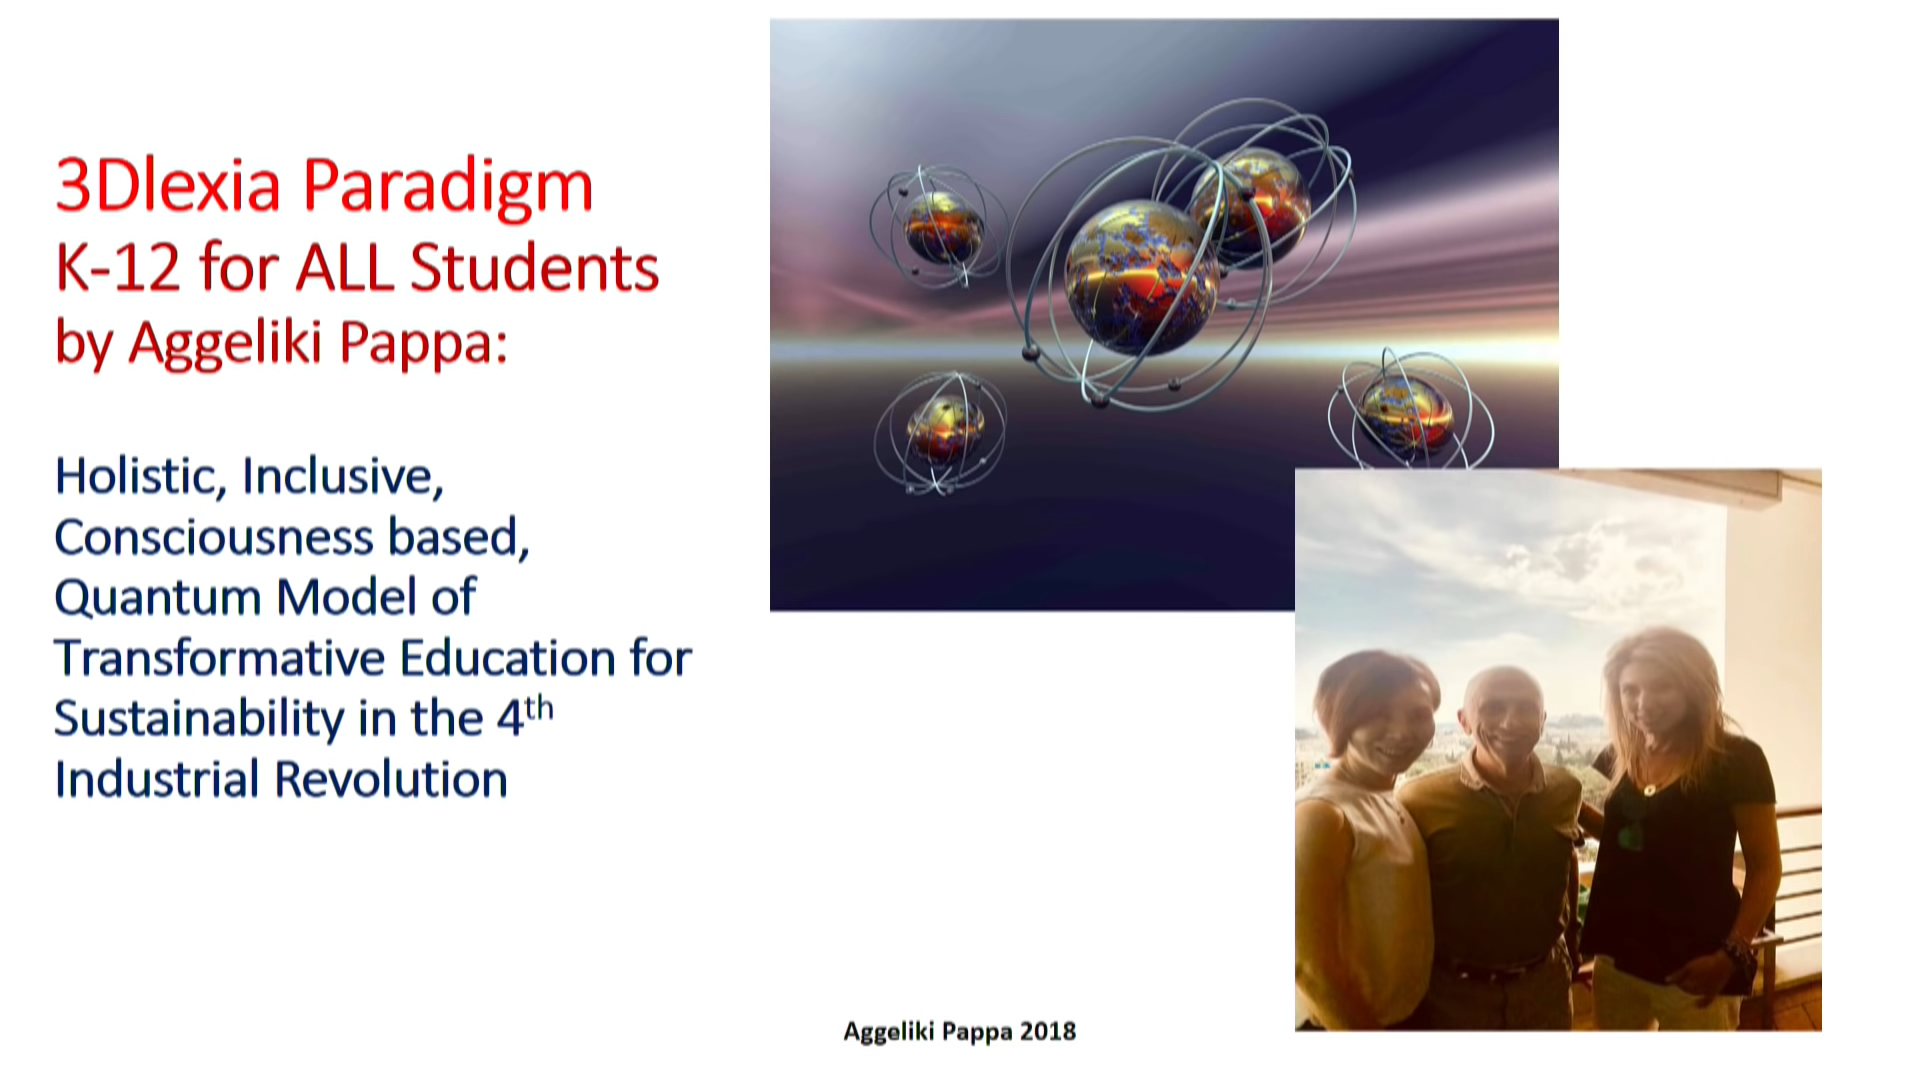 3Dlexia Paradigm
K-12 for ALL Students
by Aggeliki Pappa:
Holistic, Inclusive,
Consciousness based,
Quantum Model of
Transformative Education for
Sustainability in the 4th
Industrial Revolution
Aggeliki Pappa 2018